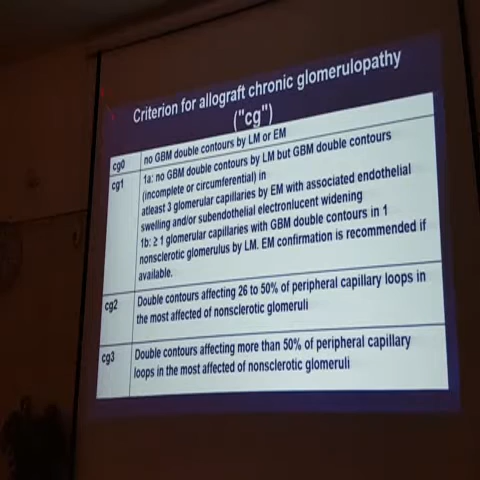 Criterion for allograft chronic glomerulopathy
("cg")
cg0 no GBM double contours by LM or EM
cg1 1a: no GBM double contours by LM but GBM double contours
(incomplete or circumferential) in
atleast 3 glomerular capillaries by EM with associated endothelial
swelling and/or subendothelial electronlucent widening
1b: ≥ 1 glomerular capillaries with GBM double contours in 1
nonsclerotic glomerulus by LM. EM confirmation is recommended if
available.
cg2 Double contours affecting 26 to 50% of peripheral capillary loops in
the most affected of nonsclerotic glomeruli
cg3 Double contours affecting more than 50% of peripheral capillary
loops in the most affected of nonsclerotic glomeruli